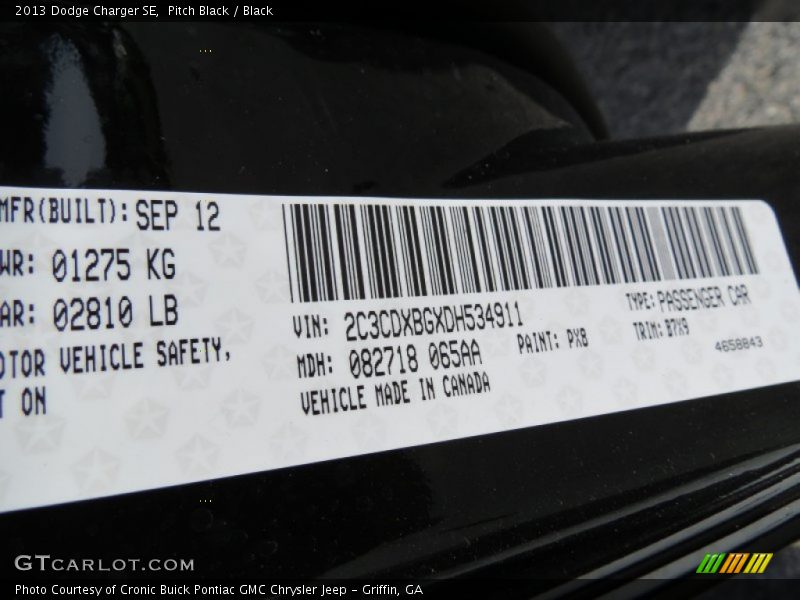 2013 Dodge Charger SE, Pitch Black / Black
MFR(BUILT): SEP 12
WR: 01275 KG
AR: 02810 LB
OTOR VEHICLE SAFETY,
T ON
VIN: 2C3CDXBGXDH534911
MDH: 082718 065AA
VEHICLE MADE IN CANADA
PAINT: PX8
TYPE: PASSENGER CAR
TRIM: B7X9
4658843
GTCARLOT.COM
Photo Courtesy of Cronic Buick Pontiac GMC Chrysler Jeep - Griffin, GA